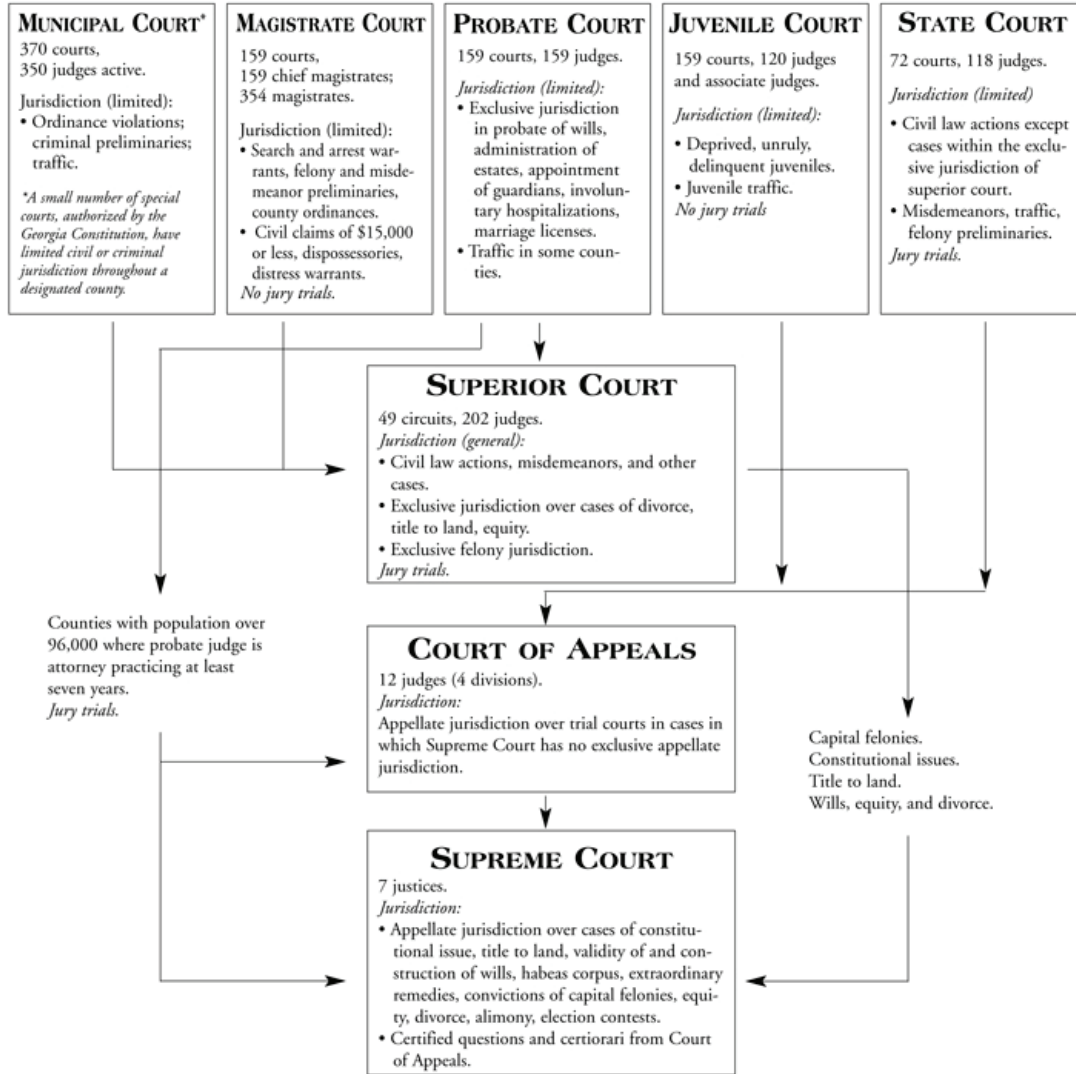 MUNICIPAL COURT*
370 courts,
350 judges active.
Jurisdiction (limited):
• Ordinance violations;
criminal preliminaries;
traffic.
*A small number of special
courts, authorized by the
Georgia Constitution, have
limited civil or criminal
jurisdiction throughout a
designated county.
MAGISTRATE COURT
159 courts,
159 chief magistrates;
354 magistrates.
Jurisdiction (limited):
• Search and arrest war-
rants, felony and misde-
meanor preliminaries,
county ordinances.
• Civil claims of $15,000
or less, dispossessories,
distress warrants.
No jury trials.
PROBATE COURT
159 courts, 159 judges.
Jurisdiction (limited):
• Exclusive jurisdiction
in probate of wills,
administration of
estates, appointment
of guardians, involun-
tary hospitalizations,
marriage licenses.
• Traffic in some coun-
ties.
JUVENILE COURT
159 courts, 120 judges
and associate judges.
Jurisdiction (limited):
• Deprived, unruly,
delinquent juveniles.
• Juvenile traffic.
No jury trials
STATE COURT
72 courts, 118 judges.
Jurisdiction (limited)
• Civil law actions except
cases within the exclu-
sive jurisdiction of
superior court.
• Misdemeanors, traffic,
felony preliminaries.
Jury trials.
SUPERIOR COURT
49 circuits, 202 judges.
Jurisdiction (general):
• Civil law actions, misdemeanors, and other
cases.
• Exclusive jurisdiction over cases of divorce,
title to land, equity.
• Exclusive felony jurisdiction.
Jury trials.
Counties with population over
96,000 where probate judge is
attorney practicing at least
seven years.
Jury trials.
COURT OF APPEALS
12 judges (4 divisions).
Jurisdiction:
Appellate jurisdiction over trial courts in cases in
which Supreme Court has no exclusive appellate
jurisdiction.
Capital felonies.
Constitutional issues.
Title to land.
Wills, equity, and divorce.
SUPREME COURT
7 justices.
Jurisdiction:
• Appellate jurisdiction over cases of constitu-
tional issue, title to land, validity of and con-
struction of wills, habeas corpus, extraordinary
remedies, convictions of capital felonies, equi-
ty, divorce, alimony, election contests.
• Certified questions and certiorari from Court
of Appeals.